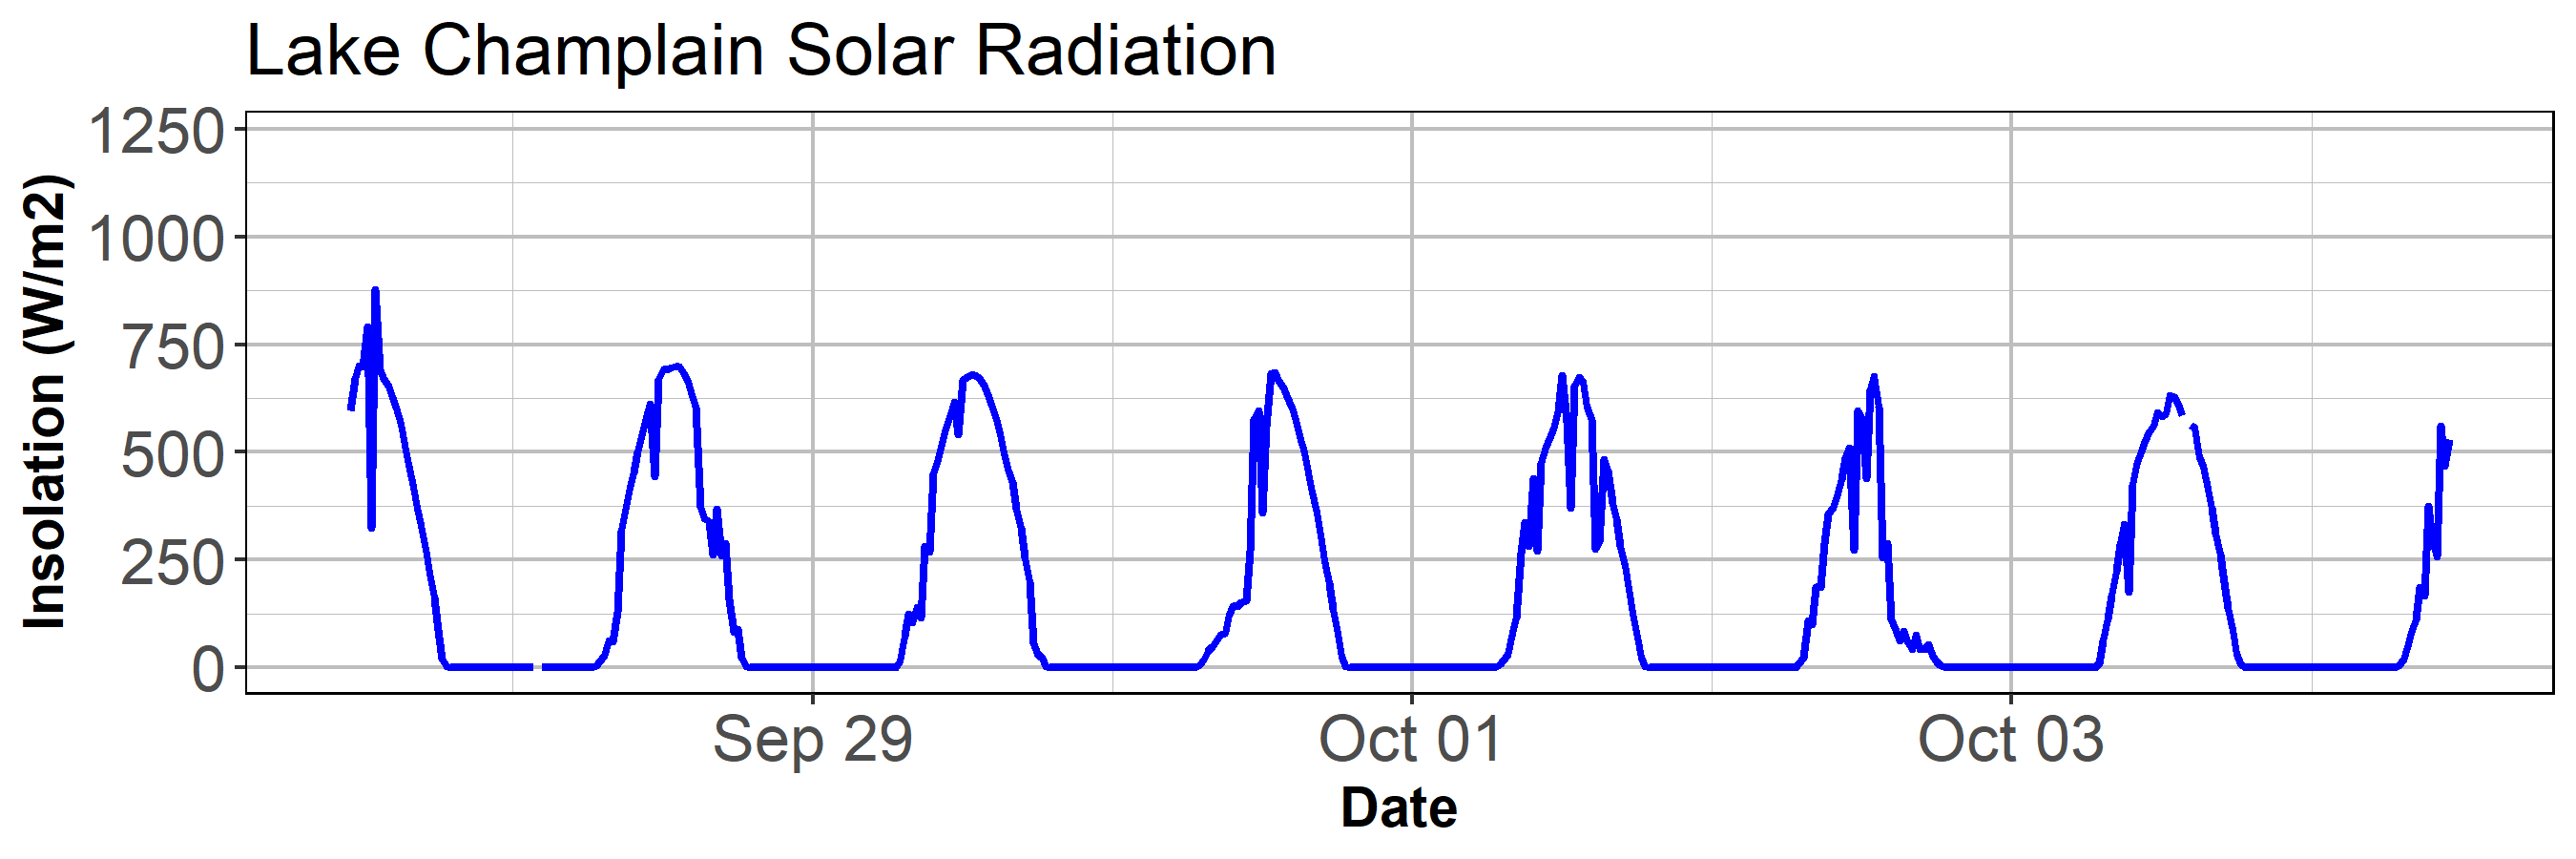 Lake Champlain Solar Radiation
Insolation (W/m2)
1250
1000
750
500
250
0
Sep 29
Oct 01
Oct 03
Date